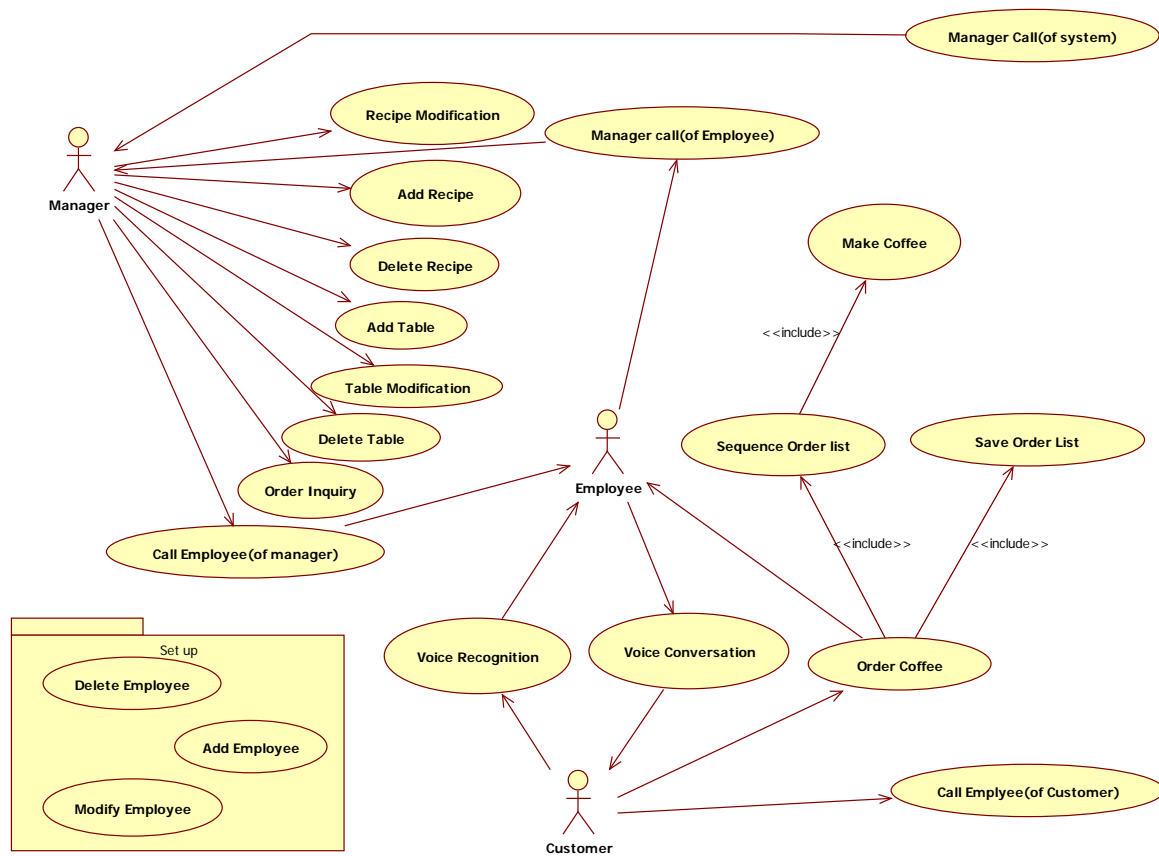 Manager Call(of system)
Recipe Modification
Manager call(of Employee)
Manager
Add Recipe
Make Coffee
Delete Recipe
Add Table
<<include>>
Table Modification
Delete Table
Sequence Order list
Save Order List
Employee
Order Inquiry
Call Employee(of manager)
<<include>>
<<include>>
Set up
Voice Recognition
Voice Conversation
Order Coffee
Delete Employee
Add Employee
Modify Employee
Call Emplyee(of Customer)
Customer